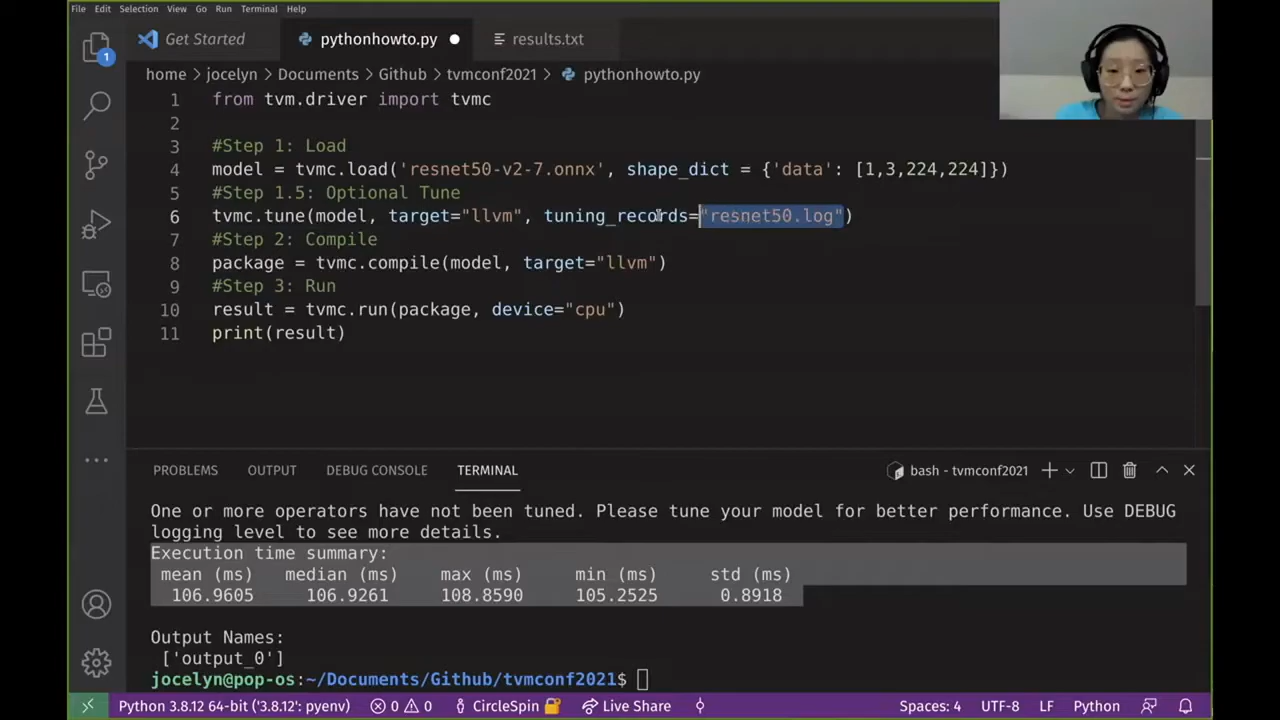 File Edit Selection View Go Run Terminal Help
Get Started pythonhowto.py results.txt
home > jocelyn > Documents > Github > tvmconf2021 > pythonhowto.py
1 from tvm.driver import tvmc
2
3 #Step 1: Load
4 model = tvmc.load('resnet50-v2-7.onnx', shape_dict = {'data': [1,3,224,224]})
5 #Step 1.5: Optional Tune
6 tvmc.tune(model, target="llvm", tuning_records="resnet50.log")
7 #Step 2: Compile
8 package = tvmc.compile(model, target="llvm")
9 #Step 3: Run
10 result = tvmc.run(package, device="cpu")
11 print(result)
1
PROBLEMS OUTPUT DEBUG CONSOLE TERMINAL bash - tvmconf2021
One or more operators have not been tuned. Please tune your model for better performance. Use DEBUG
logging level to see more details.
Execution time summary:
mean (ms) median (ms) max (ms) min (ms) std (ms)
106.9605 106.9261 108.8590 105.2525 0.8918
Output Names:
['output_0']
jocelyn@pop-os:~/Documents/Github/tvmconf2021$
Python 3.8.12 64-bit ('3.8.12': pyenv) 0 0 CircleSpin Live Share Spaces: 4 UTF-8 LF Python